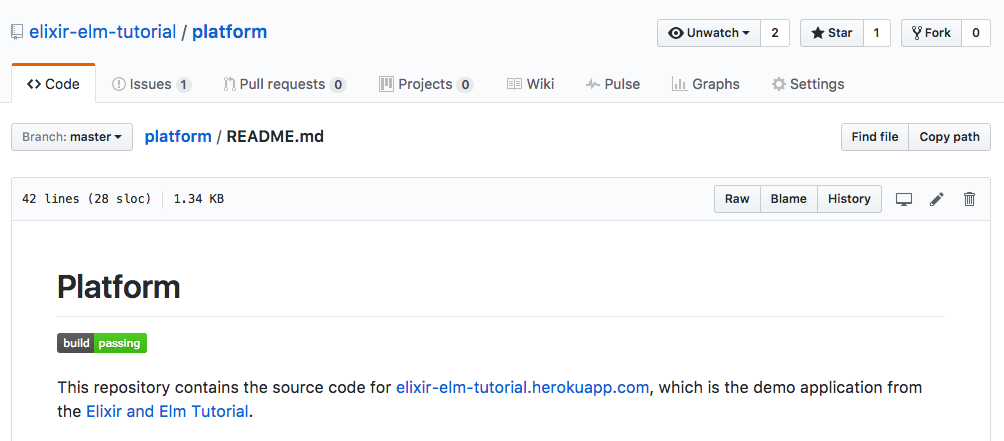 elixir-elm-tutorial / platform
Unwatch 2 Star 1 Fork 0
Code Issues 1 Pull requests 0 Projects 0 Wiki Pulse Graphs Settings
Branch: master platform / README.md Find file Copy path
42 lines (28 sloc) 1.34 KB Raw Blame History
Platform
build passing
This repository contains the source code for elixir-elm-tutorial.herokuapp.com, which is the demo application from
the Elixir and Elm Tutorial.